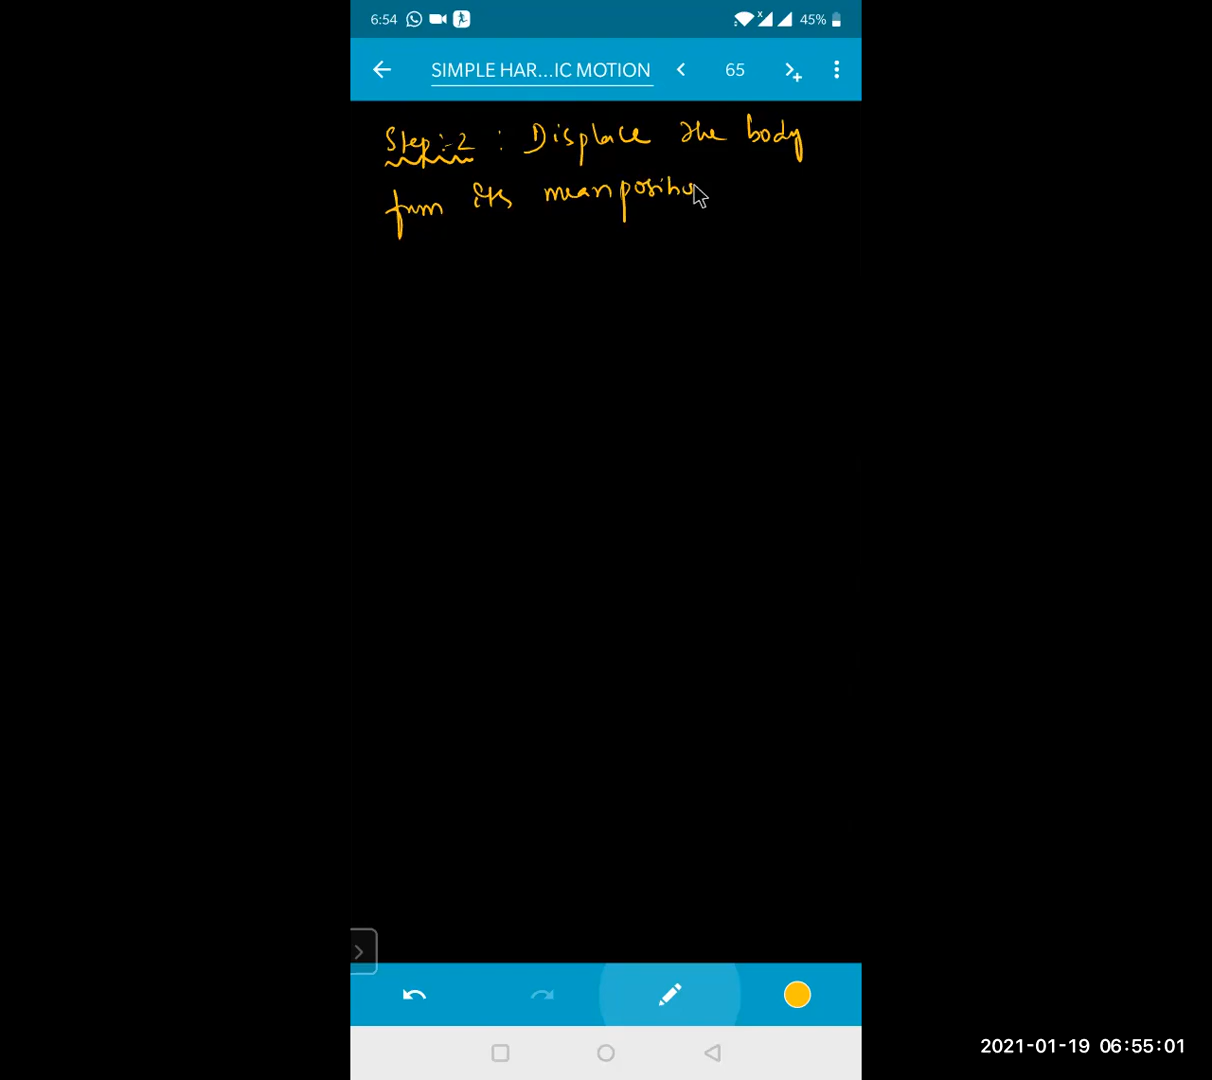 6:54 45%
SIMPLE HAR...IC MOTION 65
Step:-2 : Displace the body
from its mean positio
2021-01-19 06:55:01